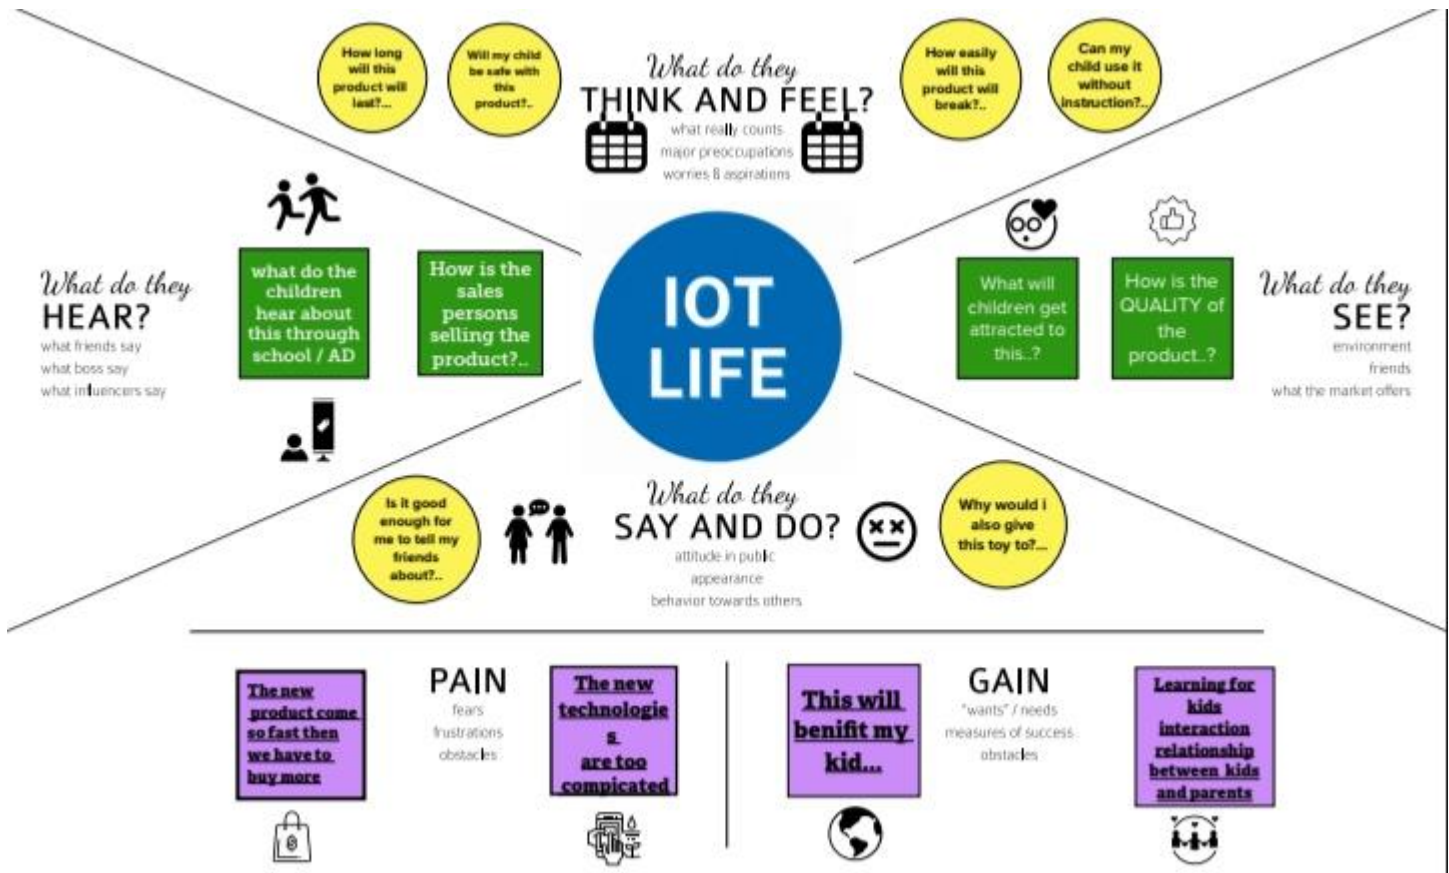 How long
will this
product will
last?...
Will my child
be safe with
this
product?..
What do they
THINK AND FEEL?
what really counts
major preoccupations
worries & aspirations
How easily
will this
product will
break?..
Can my
child use it
without
instruction?..
What do they
HEAR?
what friends say
what boss say
what influencers say
what do the
children
hear about
this through
school / AD
How is the
sales
persons
selling the
product?..
IOT
LIFE
What will
children get
attracted to
this..?
How is the
QUALITY of
the
product..?
What do they
SEE?
environment
friends
what the market offers
Is it good
enough for
me to tell my
friends
about?..
What do they
SAY AND DO?
attitude in public
appearance
behavior towards others
Why would i
also give
this toy to?...
The new
product come
so fast then
we have to
buy more
PAIN
fears
frustrations
obstacles
The new
technologie
s
are too
compicated
This will
benifit my
kid...
GAIN
"wants" / needs
measures of success
obstacles
Learning for
kids
interaction
relationship
between kids
and parents